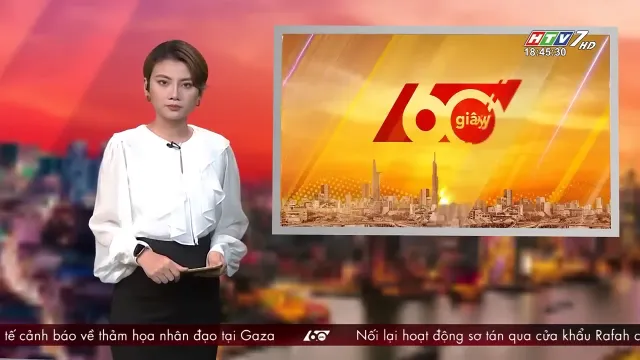 HTV7 HD
18:45:30
60 giây
tế cảnh báo về thảm họa nhân đạo tại Gaza 60 Nối lại hoạt động sơ tán qua cửa khẩu Rafah